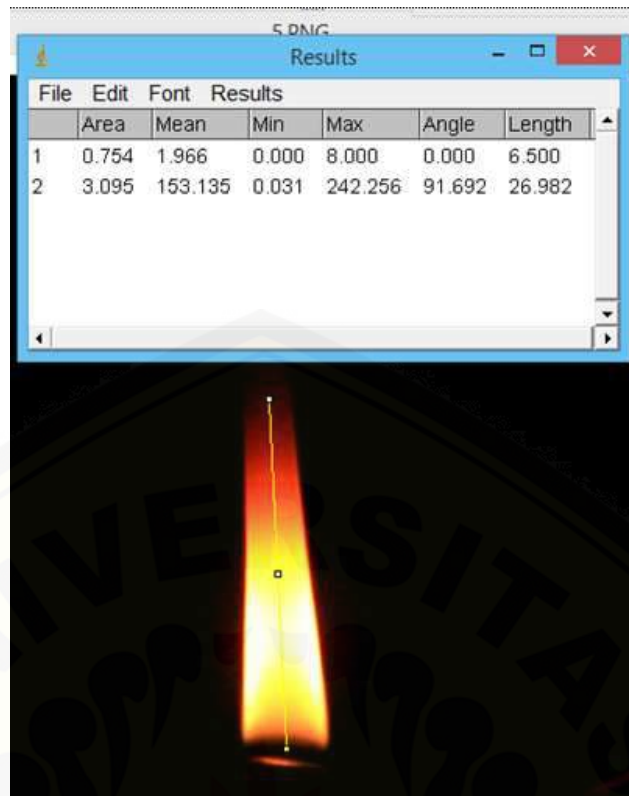 5.PNG
Results
File Edit Font Results
Area Mean Min Max Angle Length
1 0.754 1.966 0.000 8.000 0.000 6.500
2 3.095 153.135 0.031 242.256 91.692 26.982
IVERSITAS